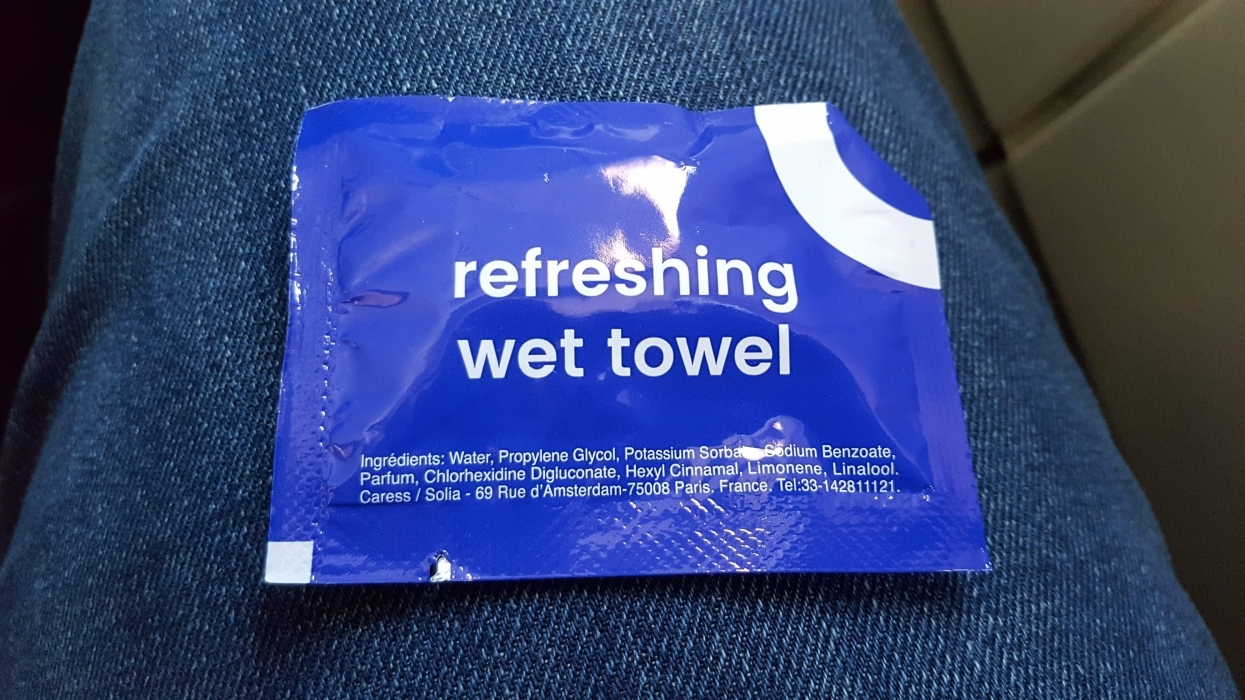 refreshing
wet towel
Ingrédients: Water, Propylene Glycol, Potassium Sodium Benzoate,
Parfum, Chlorhexidine Digluconate, Hexyl Cinnamal, Limonene, Linalool.
Caress / Solia - 69 Rue d'Amsterdam-75008 Paris. France. Tel:33-142811121.